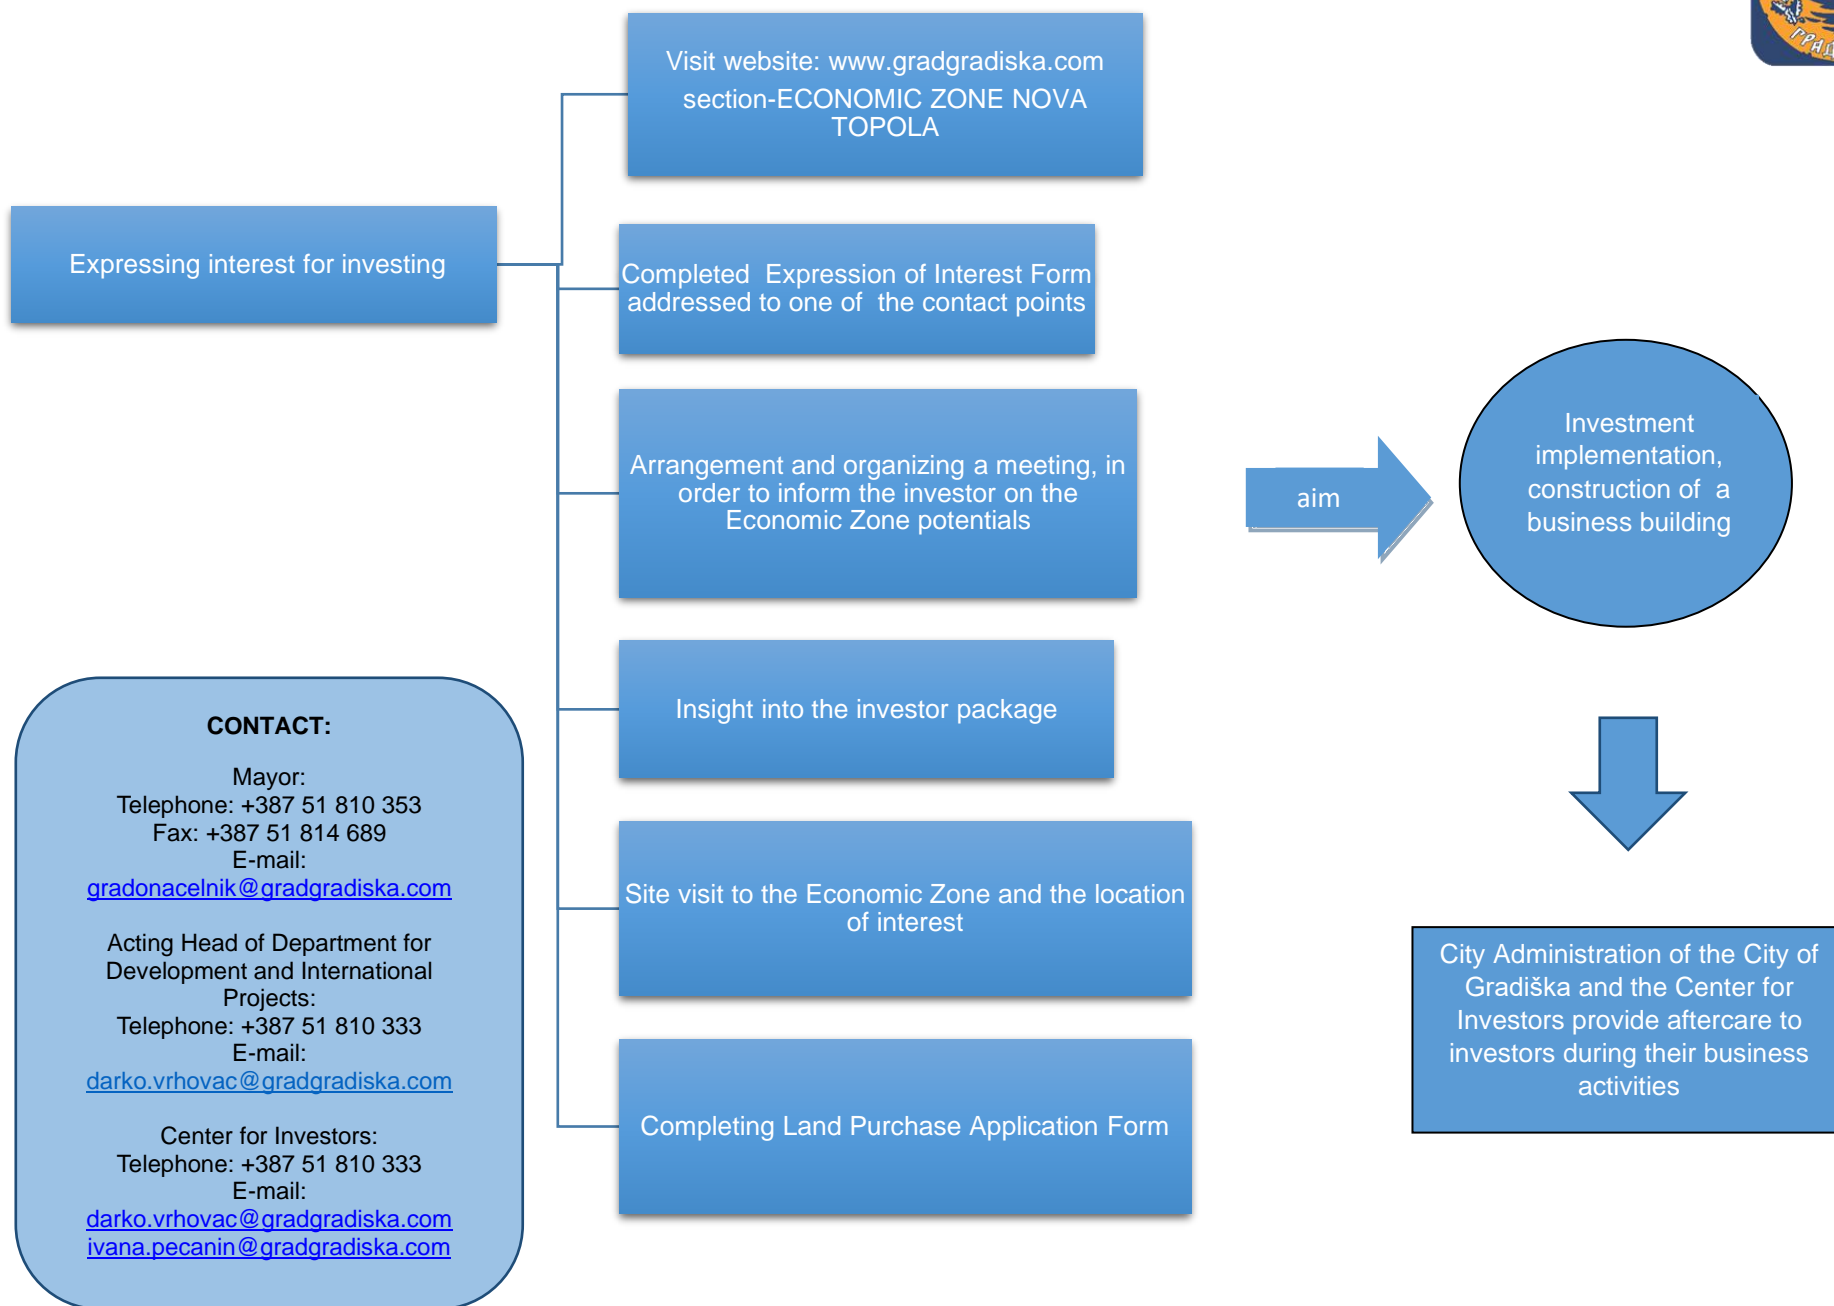 Visit website: www.gradgradiska.com
section-ECONOMIC ZONE NOVA
TOPOLA
Expressing interest for investing
Completed Expression of Interest Form
addressed to one of the contact points
Arrangement and organizing a meeting, in
order to inform the investor on the
Economic Zone potentials
aim
Investment
implementation,
construction of a
business building
Insight into the investor package
Site visit to the Economic Zone and the location
of interest
Completing Land Purchase Application Form
City Administration of the City of
Gradiška and the Center for
Investors provide aftercare to
investors during their business
activities
CONTACT:
Mayor:
Telephone: +387 51 810 353
Fax: +387 51 814 689
E-mail:
gradonacelnik@gradgradiska.com
Acting Head of Department for
Development and International
Projects:
Telephone: +387 51 810 333
E-mail:
darko.vrhovac@gradgradiska.com
Center for Investors:
Telephone: +387 51 810 333
E-mail:
darko.vrhovac@gradgradiska.com
ivana.pecanin@gradgradiska.com